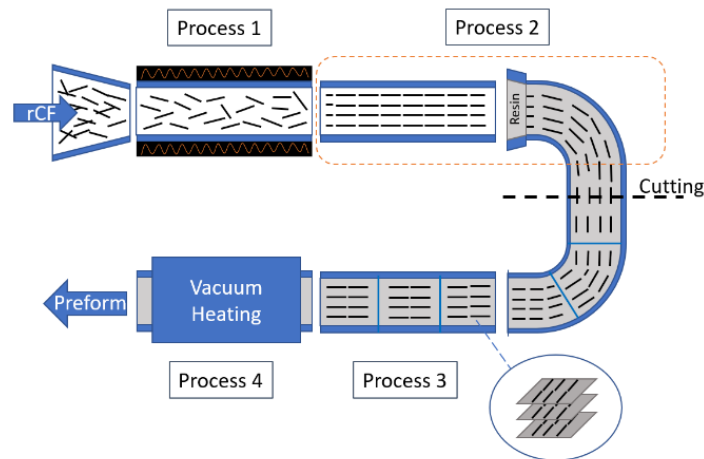 Process 1
Process 2
rCF
Resin
Cutting
Preform
Vacuum
Heating
Process 4
Process 3